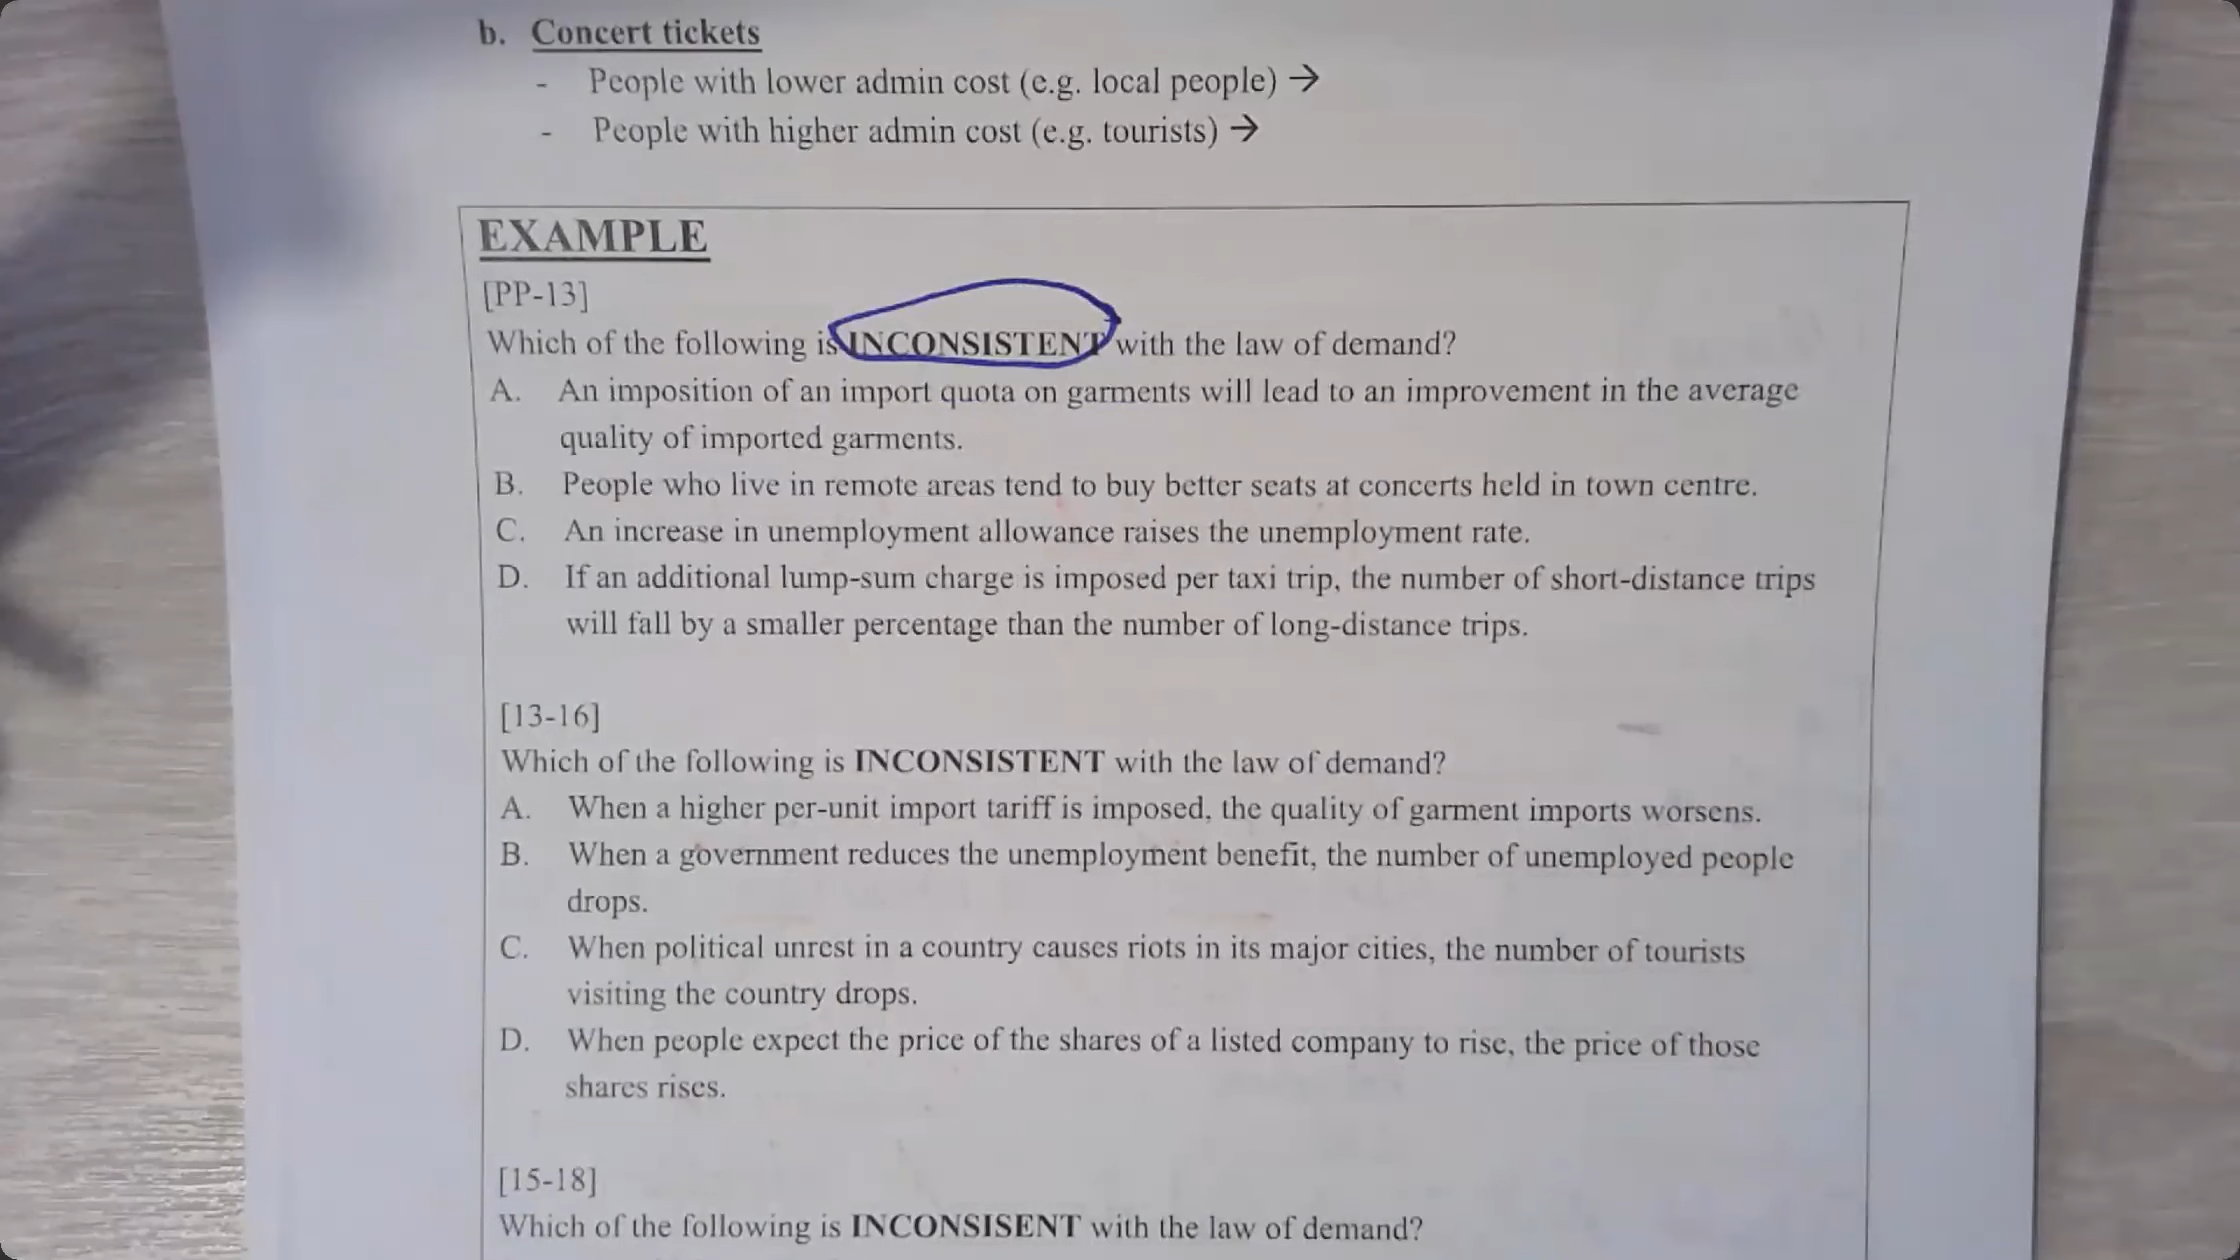 b. Concert tickets
- People with lower admin cost (e.g. local people) →
- People with higher admin cost (e.g. tourists) →
EXAMPLE
[PP-13]
Which of the following is INCONSISTENT with the law of demand?
A. An imposition of an import quota on garments will lead to an improvement in the average
quality of imported garments.
B. People who live in remote areas tend to buy better seats at concerts held in town centre.
C. An increase in unemployment allowance raises the unemployment rate.
D. If an additional lump-sum charge is imposed per taxi trip, the number of short-distance trips
will fall by a smaller percentage than the number of long-distance trips.
[13-16]
Which of the following is INCONSISTENT with the law of demand?
A. When a higher per-unit import tariff is imposed, the quality of garment imports worsens.
B. When a government reduces the unemployment benefit, the number of unemployed people
drops.
C. When political unrest in a country causes riots in its major cities, the number of tourists
visiting the country drops.
D. When people expect the price of the shares of a listed company to rise, the price of those
shares rises.
[15-18]
Which of the following is INCONSISENT with the law of demand?